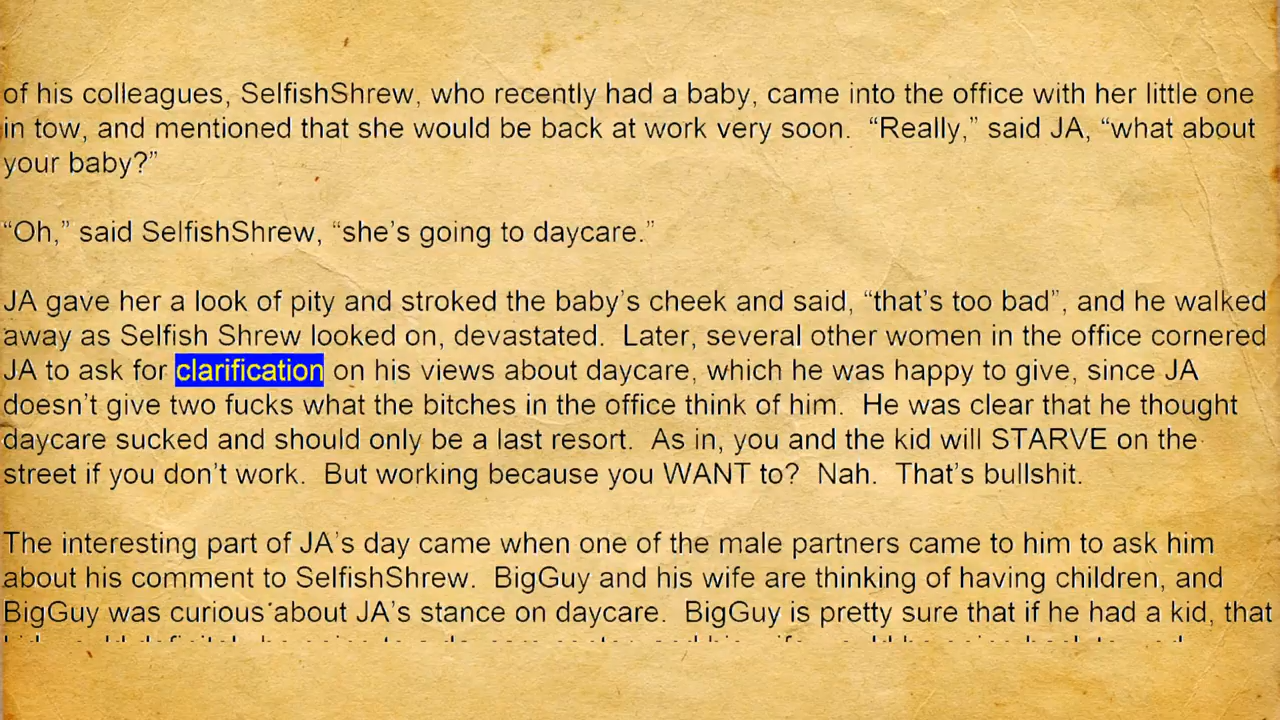 of his colleagues, SelfishShrew, who recently had a baby, came into the office with her little one
in tow, and mentioned that she would be back at work very soon.  “Really,” said JA, “what about
your baby?”
“Oh,” said SelfishShrew, “she’s going to daycare.”
JA gave her a look of pity and stroked the baby’s cheek and said, “that’s too bad”, and he walked
away as Selfish Shrew looked on, devastated.  Later, several other women in the office cornered
JA to ask for clarification on his views about daycare, which he was happy to give, since JA
doesn’t give two fucks what the bitches in the office think of him.  He was clear that he thought
daycare sucked and should only be a last resort.  As in, you and the kid will STARVE on the
street if you don’t work.  But working because you WANT to?  Nah.  That’s bullshit.
The interesting part of JA’s day came when one of the male partners came to him to ask him
about his comment to SelfishShrew.  BigGuy and his wife are thinking of having children, and
BigGuy was curious about JA’s stance on daycare.  BigGuy is pretty sure that if he had a kid, that